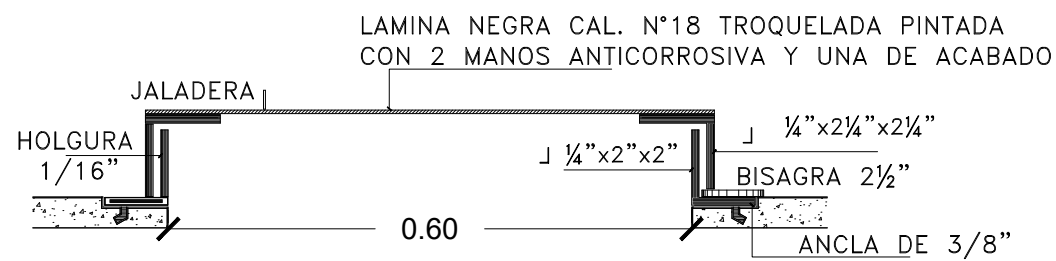 LAMINA NEGRA CAL. N°18 TROQUELADA PINTADA
CON 2 MANOS ANTICORROSIVA Y UNA DE ACABADO
JALADERA
HOLGURA
1/16”
¼”x2”x2”
¼”x2¼”x2¼”
BISAGRA 2½”
0.60
ANCLA DE 3/8”